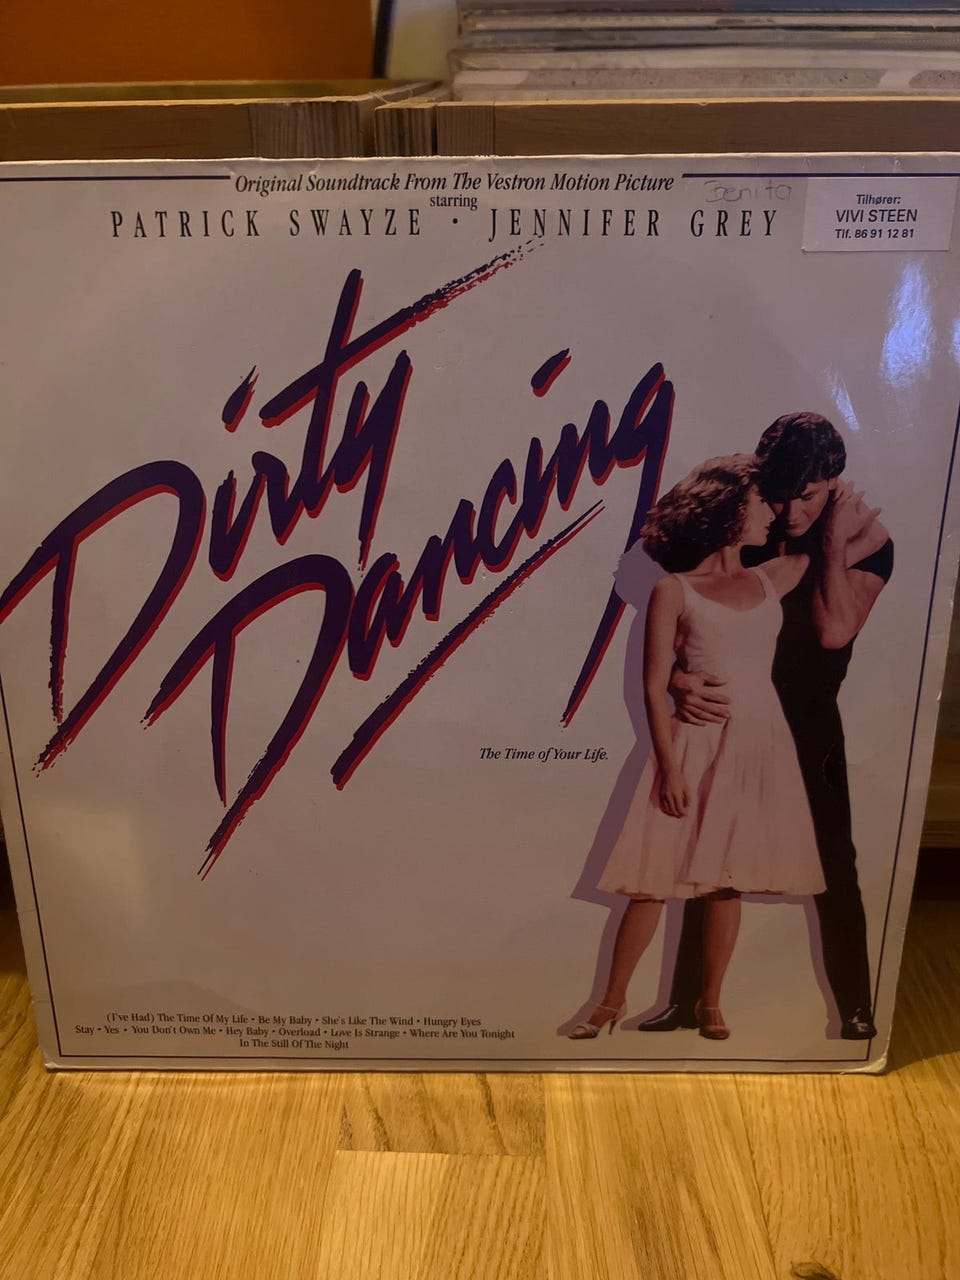 Original Soundtrack From The Vestron Motion Picture
starring
PATRICK SWAYZE · JENNIFER GREY
Benita
Tilhører:
VIVI STEEN
Tlf. 86 91 12 81
Dirty
Dancing
The Time of Your Life.
(I've Had) The Time Of My Life • Be My Baby • She's Like The Wind • Hungry Eyes
Stay • Yes • You Don't Own Me • Hey Baby • Overload • Love Is Strange • Where Are You Tonight
In The Still Of The Night